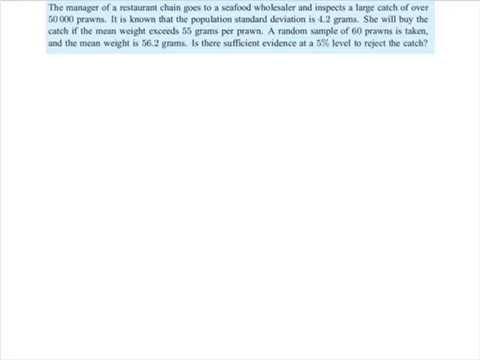 The manager of a restaurant chain goes to a seafood wholesaler and inspects a large catch of over
50 000 prawns. It is known that the population standard deviation is 4.2 grams. She will buy the
catch if the mean weight exceeds 55 grams per prawn. A random sample of 60 prawns is taken,
and the mean weight is 56.2 grams. Is there sufficient evidence at a 5% level to reject the catch?